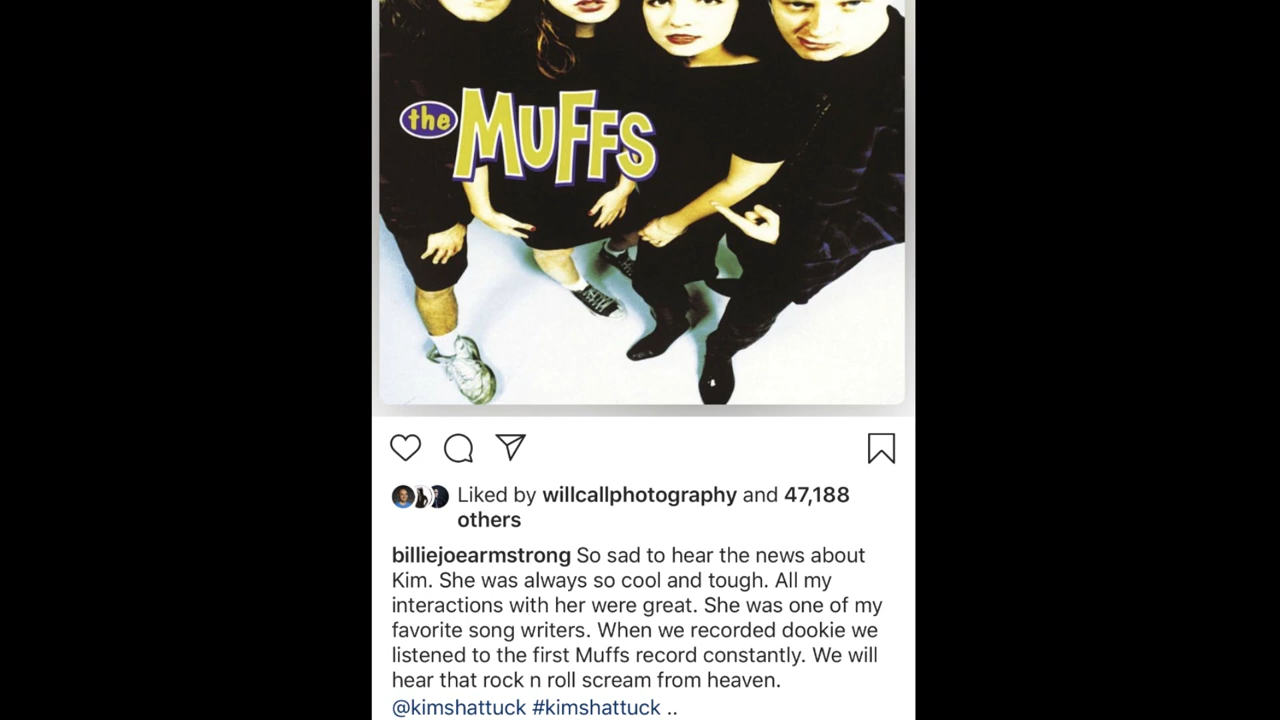 the MUFFS
Liked by willcallphotography and 47,188
others
billiejoearmstrong So sad to hear the news about
Kim. She was always so cool and tough. All my
interactions with her were great. She was one of my
favorite song writers. When we recorded dookie we
listened to the first Muffs record constantly. We will
hear that rock n roll scream from heaven.
@kimshattuck #kimshattuck ..